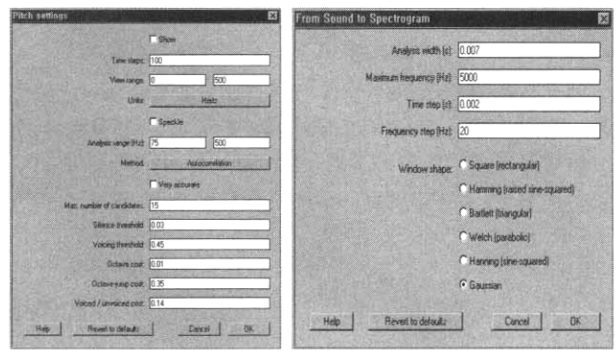 Pitch settings
Show
Time steps: 100
View range: 0 500
Units: Hertz
Speckle
Analysis range (Hz): 75 500
Method: Autocorrelation
Very accurate
Max. number of candidates: 15
Silence threshold: 0.03
Voicing threshold: 0.45
Octave cost: 0.01
Octave-jump cost: 0.35
Voiced / unvoiced cost: 0.14
Help Revert to defaults Cancel OK
From Sound to Spectrogram
Analysis width (s): 0.007
Maximum frequency (Hz): 5000
Time step (s): 0.002
Frequency step (Hz): 20
Window shape: Square (rectangular)
Hamming (raised sine-squared)
Bartlett (triangular)
Welch (parabolic)
Hanning (sine-squared)
Gaussian
Help Revert to defaults Cancel OK